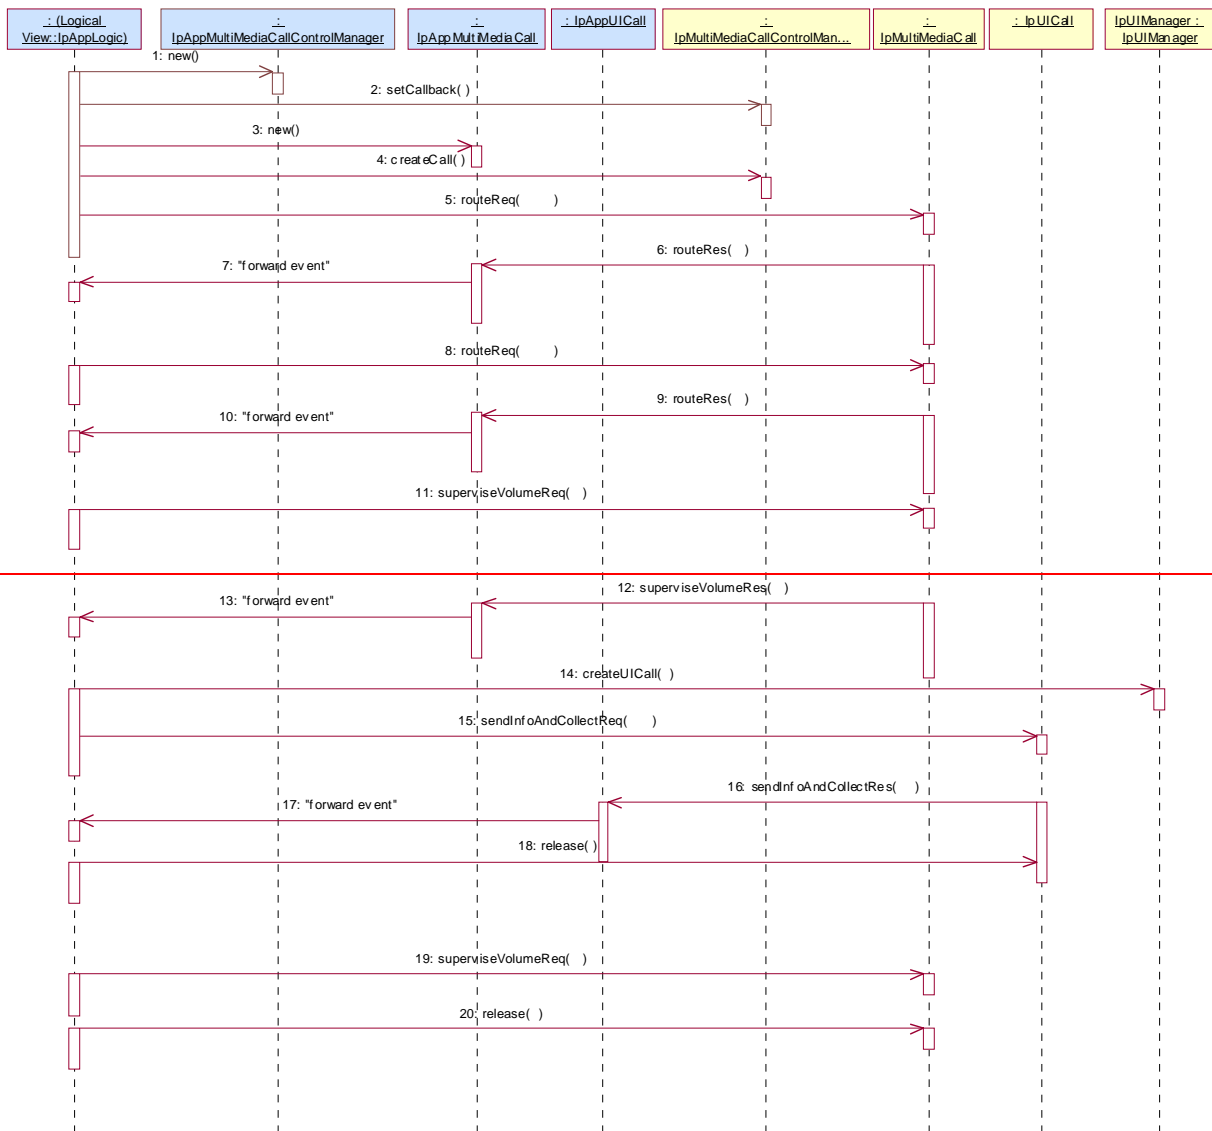 : (Logical
View::IpAppLogic)
:
IpAppMultiMediaCallControlManager
:
IpAppMultiMediaCall
: IpAppUICall
:
IpMultiMediaCallControlMan...
:
IpMultiMediaCall
: IpUICall
IpUIManager :
IpUIManager
1: new()
2: setCallback( )
3: new()
4: createCall( )
5: routeReq( )
6: routeRes( )
7: "forward event"
8: routeReq( )
9: routeRes( )
10: "forward event"
11: superviseVolumeReq( )
12: superviseVolumeRes( )
13: "forward event"
14: createUICall( )
15: sendInfoAndCollectReq( )
16: sendInfoAndCollectRes( )
17: "forward event"
18: release( )
19: superviseVolumeReq( )
20: release( )